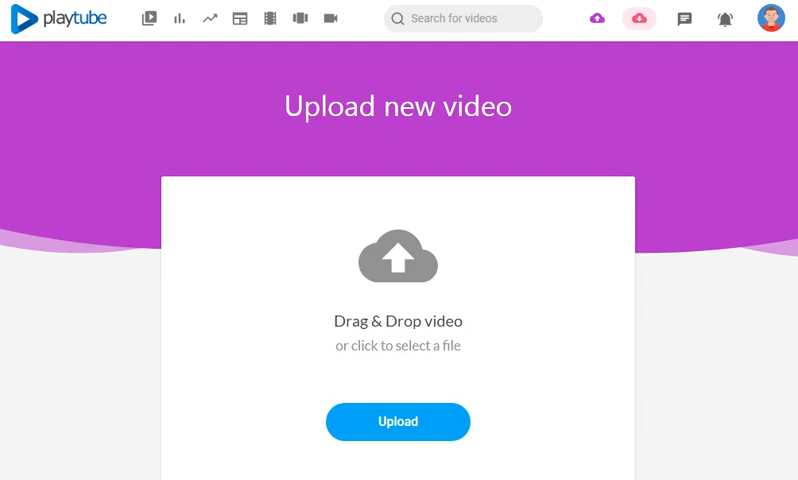 playtube
Search for videos
Upload new video
Drag & Drop video
or click to select a file
Upload